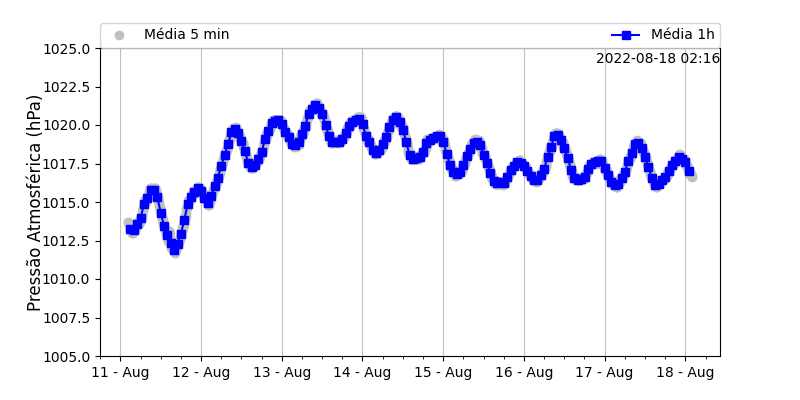 Média 5 min
Média 1h
2022-08-18 02:16
Pressão Atmosférica (hPa)
1025.0
1022.5
1020.0
1017.5
1015.0
1012.5
1010.0
1007.5
1005.0
11 - Aug
12 - Aug
13 - Aug
14 - Aug
15 - Aug
16 - Aug
17 - Aug
18 - Aug